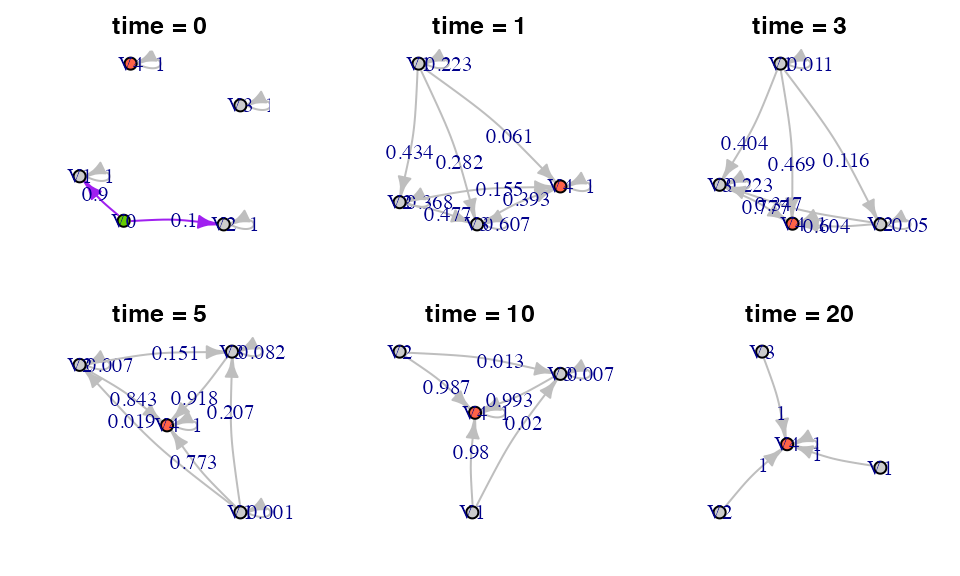 time = 0
V4 1
V3 1
V1 1
0.9
V0
0.1
V2 1
time = 1
V1 0.223
0.061
0.434
0.282
V4 1
0.155
0.393
V2 0.368
0.477
V3 0.607
time = 3
V1 0.011
0.404
0.469
0.116
V3 0.223
0.777
0.347
V4 1
0.604
V2 0.05
time = 5
0.151
V3 0.082
V2 0.007
0.843
0.918
0.207
0.019
V4 1
0.773
V1 0.001
time = 10
V2
0.013
V3 0.007
0.987
0.993
V4 1
0.02
0.98
V1
time = 20
V3
1
V4 1
1
1
V1
V2